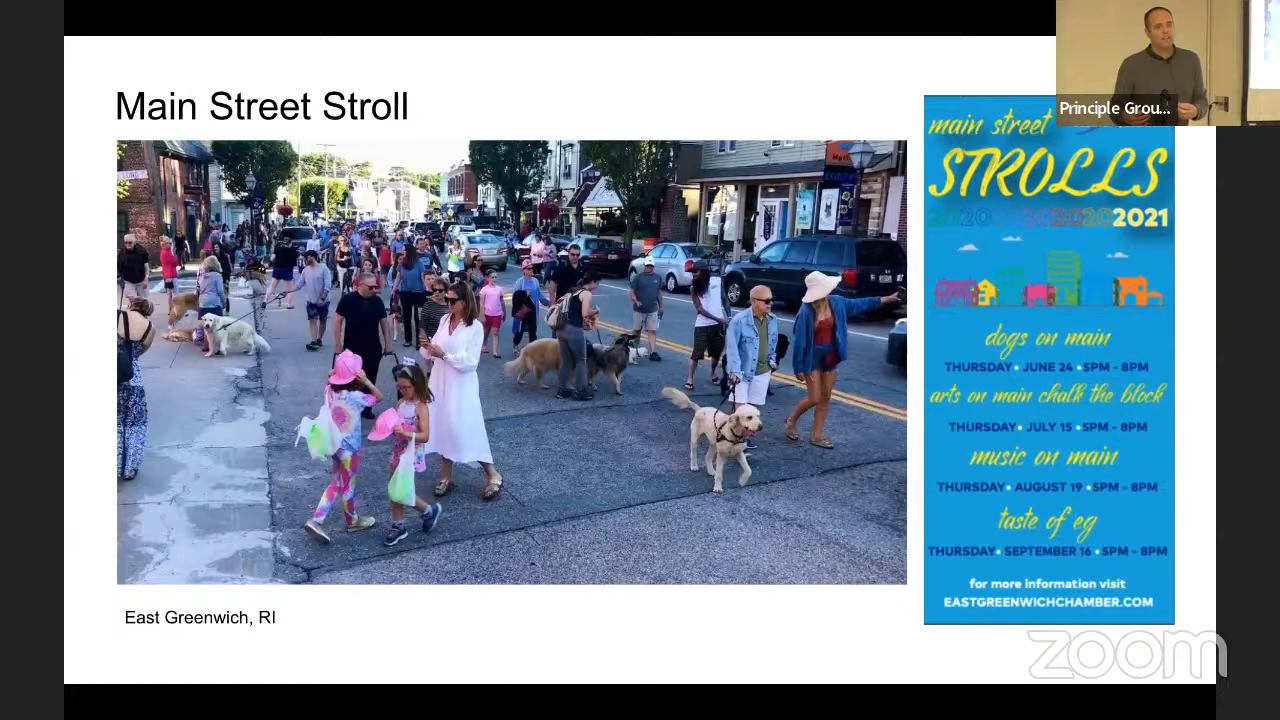 Main Street Stroll
Principle Grou...
main street
STROLLS
2020 2020202021
dogs on main
THURSDAY • JUNE 24 • 5PM - 8PM
arts on main chalk the block
THURSDAY • JULY 15 • 5PM - 8PM
music on main
THURSDAY • AUGUST 19 • 5PM - 8PM
taste of eg
THURSDAY • SEPTEMBER 16 • 5PM - 8PM
for more information visit
EASTGREENWICHCHAMBER.COM
East Greenwich, RI
zoom